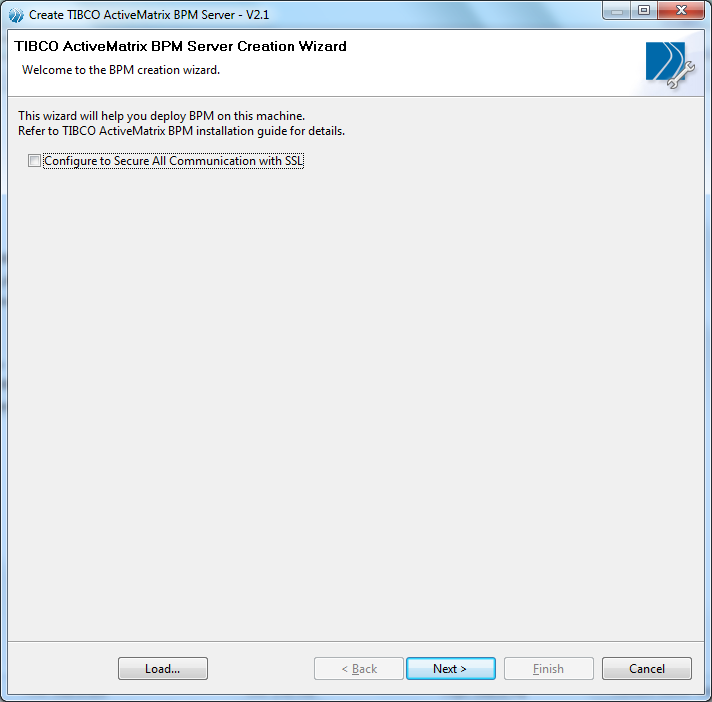 Create TIBCO ActiveMatrix BPM Server - V2.1
TIBCO ActiveMatrix BPM Server Creation Wizard
Welcome to the BPM creation wizard.
This wizard will help you deploy BPM on this machine.
Refer to TIBCO ActiveMatrix BPM installation guide for details.
Configure to Secure All Communication with SSL
Load... < Back Next > Finish Cancel